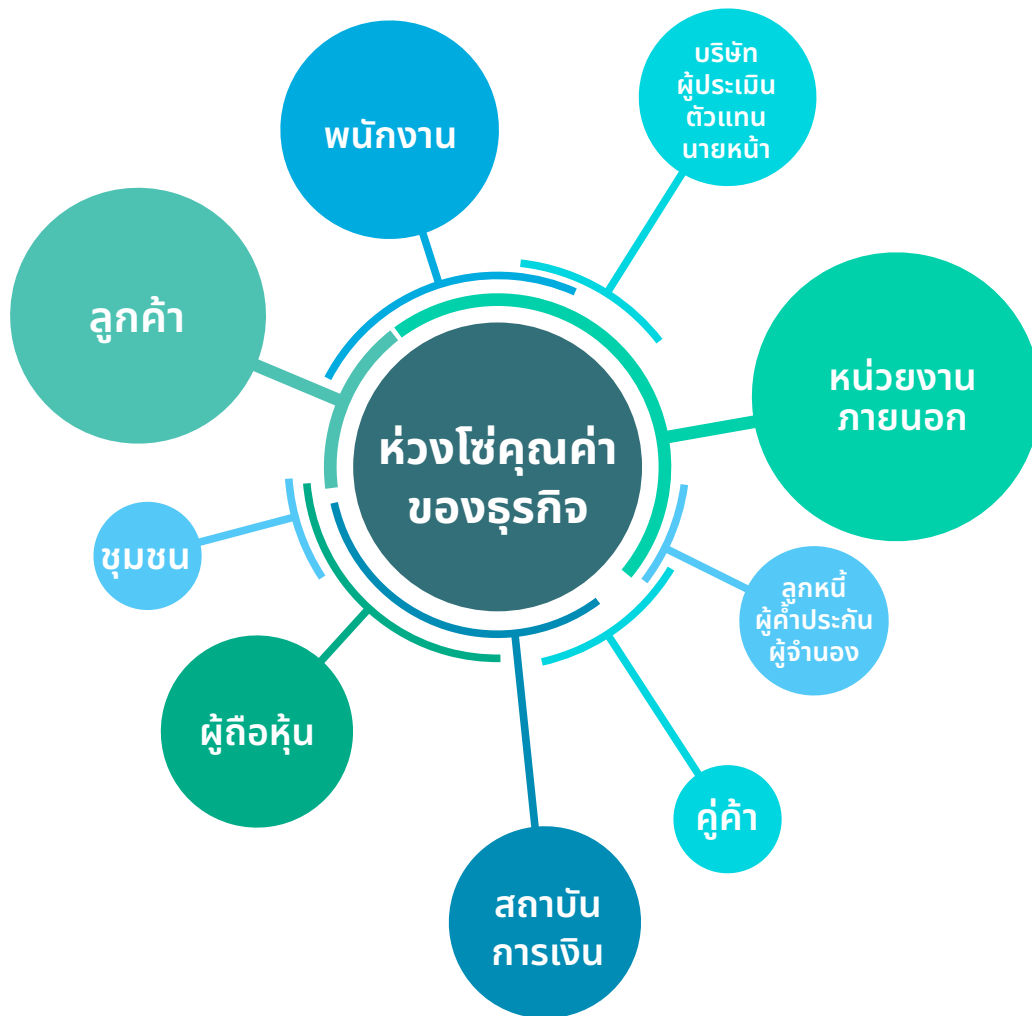 บริษัท
ผู้ประเมิน
ตัวแทน
นายหน้า
พนักงาน
ลูกค้า
หน่วยงาน
ภายนอก
ห่วงโซ่คุณค่า
ของธุรกิจ
ชุมชน
ลูกหนี้
ผู้ค้ำประกัน
ผู้จำนอง
ผู้ถือหุ้น
คู่ค้า
สถาบัน
การเงิน